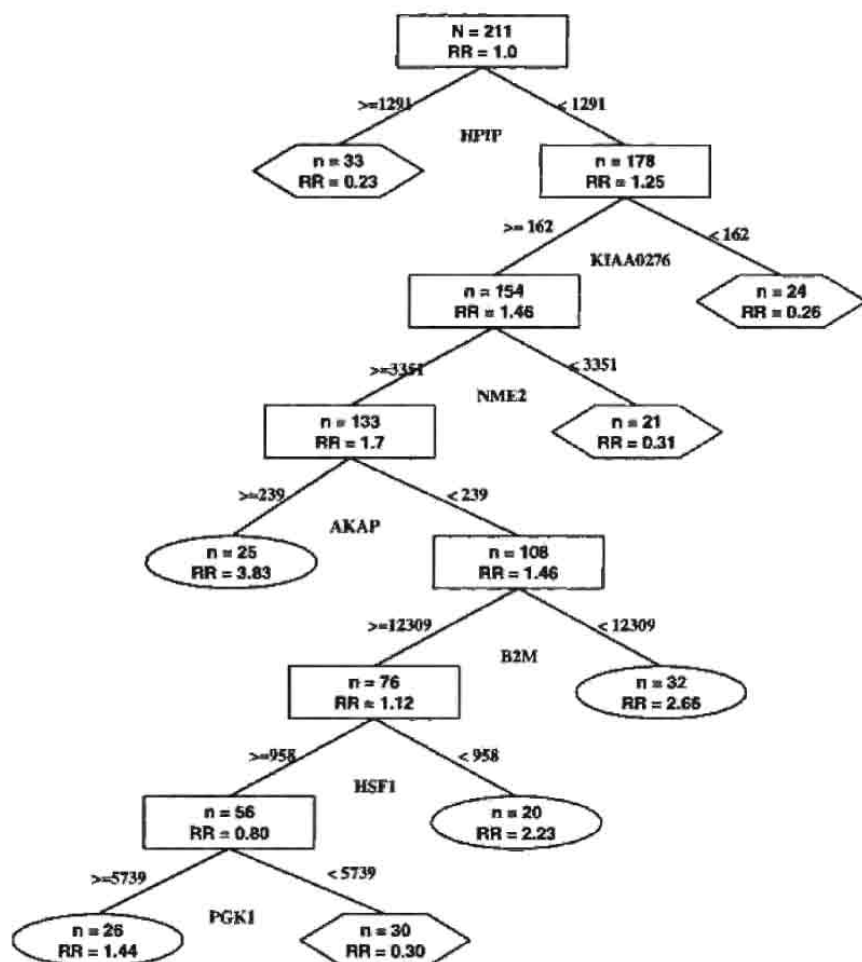 N = 211
RR = 1.0
>=1291
< 1291
HPIP
n = 33
RR = 0.23
n = 178
RR = 1.25
>= 162
< 162
KIAA0276
n = 154
RR = 1.46
n = 24
RR = 0.26
>=3351
< 3351
NME2
n = 133
RR = 1.7
n = 21
RR = 0.31
>=239
< 239
AKAP
n = 25
RR = 3.83
n = 108
RR = 1.46
>=12309
< 12309
B2M
n = 76
RR = 1.12
n = 32
RR = 2.66
>=958
< 958
HSF1
n = 56
RR = 0.80
n = 20
RR = 2.23
>=5739
< 5739
PGK1
n = 26
RR = 1.44
n = 30
RR = 0.30